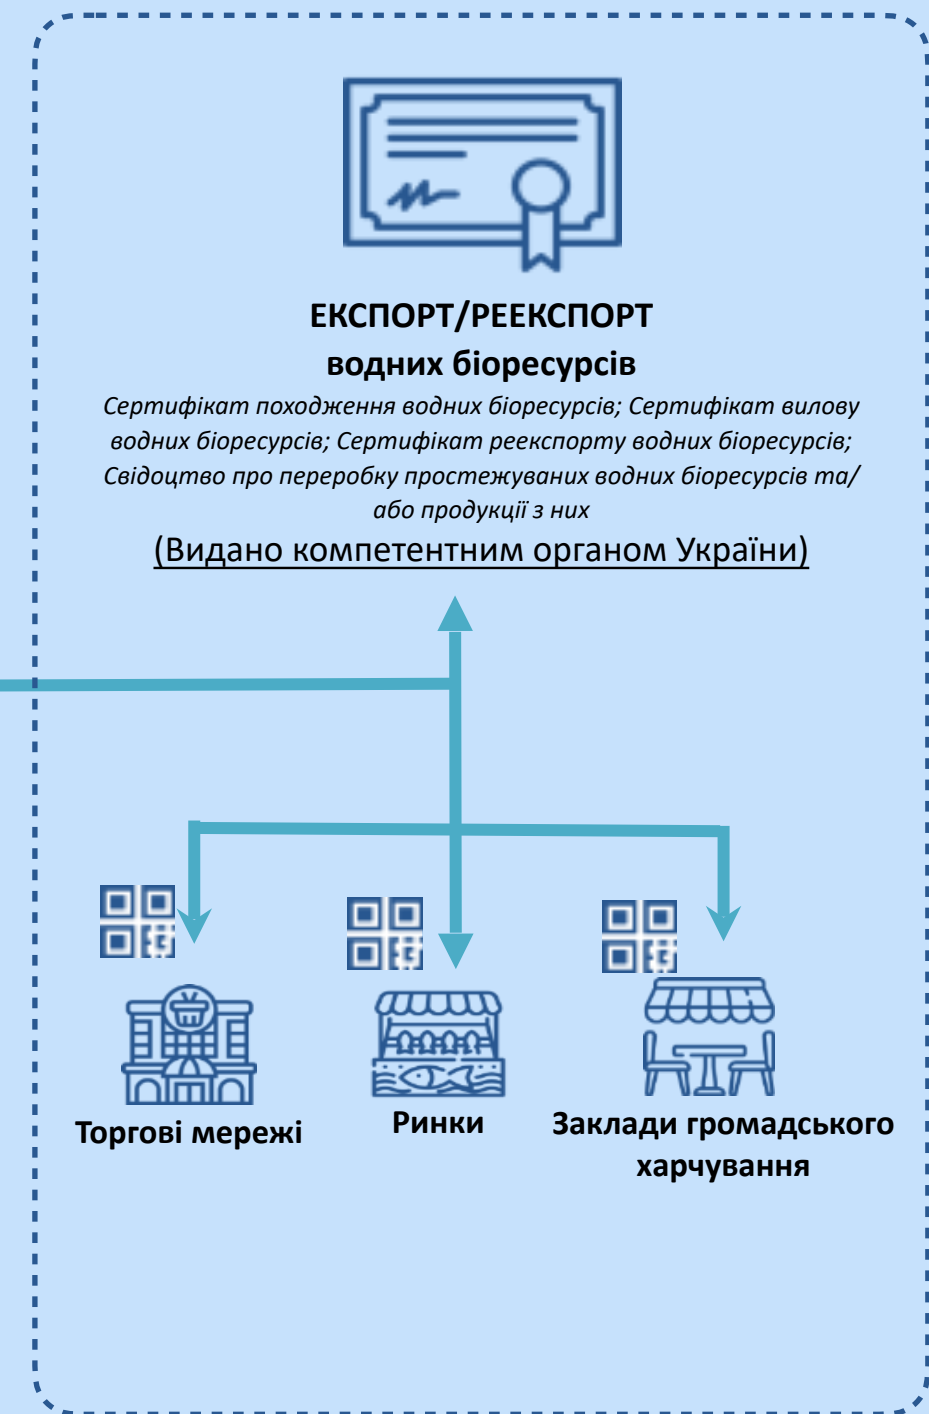 ЕКСПОРТ/РЕЕКСПОРТ
водних біоресурсів
Сертифікат походження водних біоресурсів; Сертифікат вилову
водних біоресурсів; Сертифікат реекспорту водних біоресурсів;
Свідоцтво про переробку простежуваних водних біоресурсів та/
або продукції з них
(Видано компетентним органом України)
Торгові мережі
Ринки
Заклади громадського
харчування